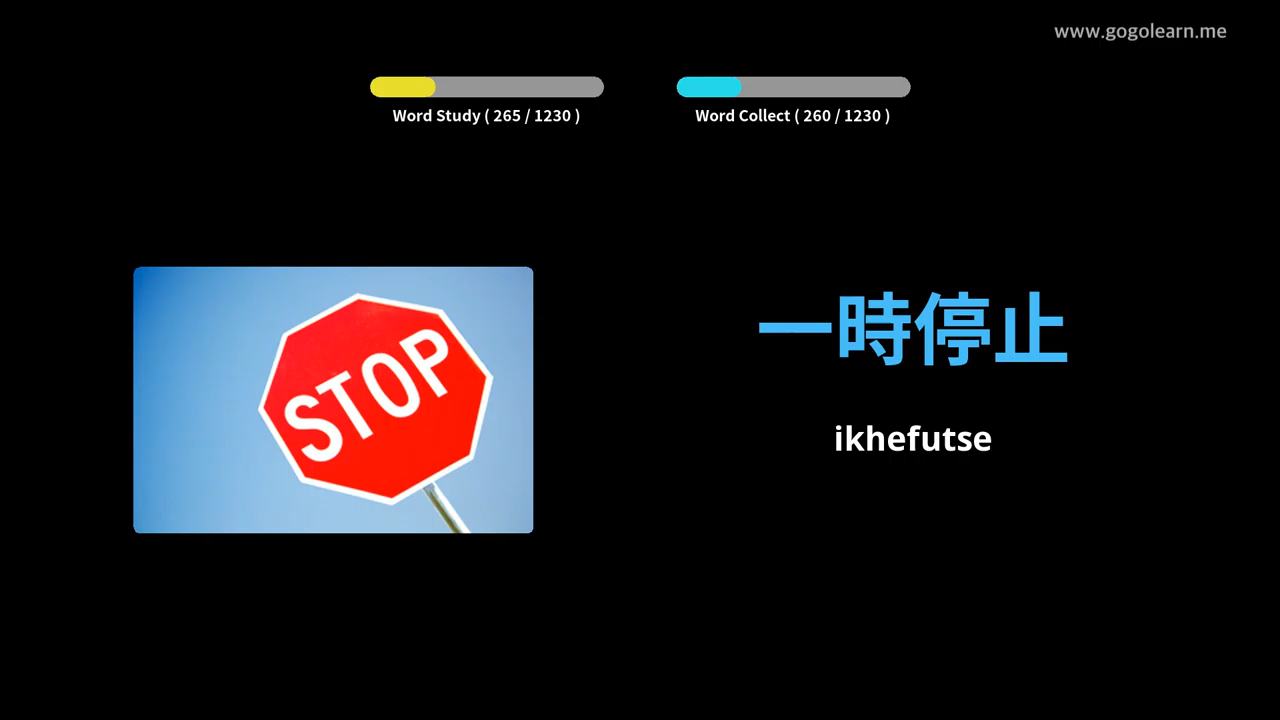 www.gogolearn.me
Word Study ( 265 / 1230 )
Word Collect ( 260 / 1230 )
STOP
一時停止
ikhefutse